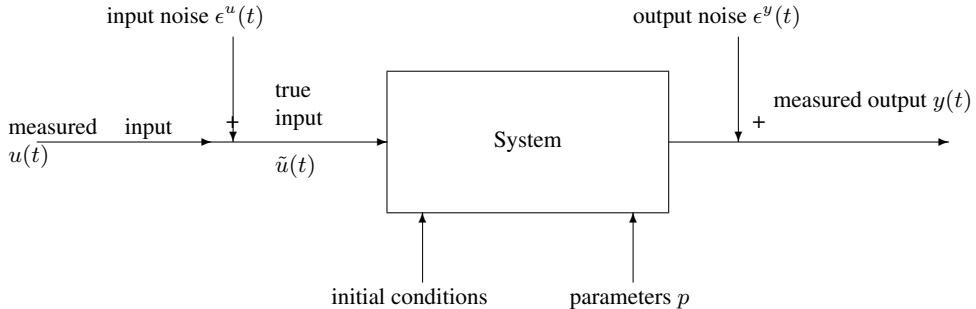 input noise ϵ^u(t)
output noise ϵ^y(t)
true
input
measured output y(t)
+
+
measured input
u(t)
System
ũ(t)
initial conditions
parameters p